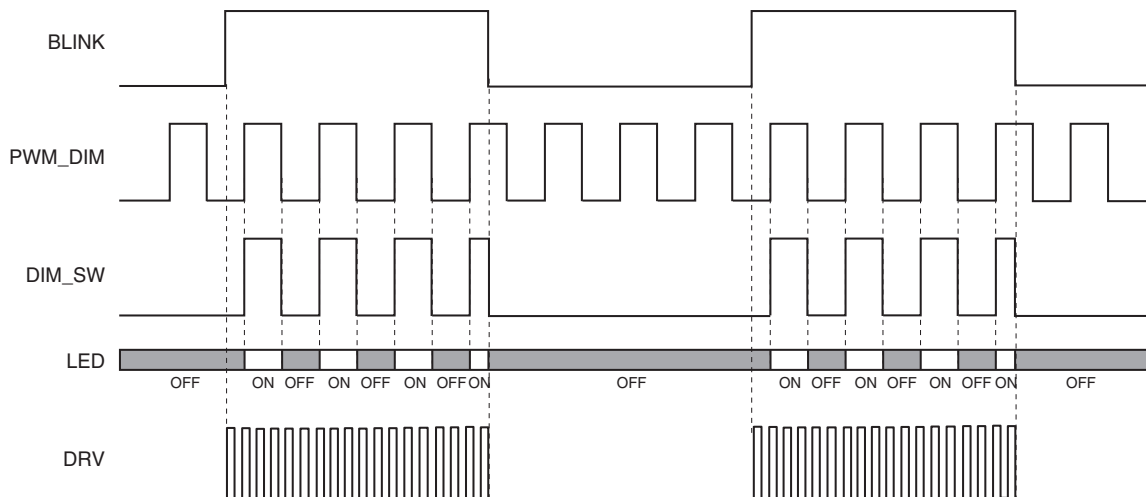 BLINK
PWM_DIM
DIM_SW
LED
OFF ON OFF ON OFF ON OFF ON OFF ON OFF ON OFF ON OFF ON OFF
DRV